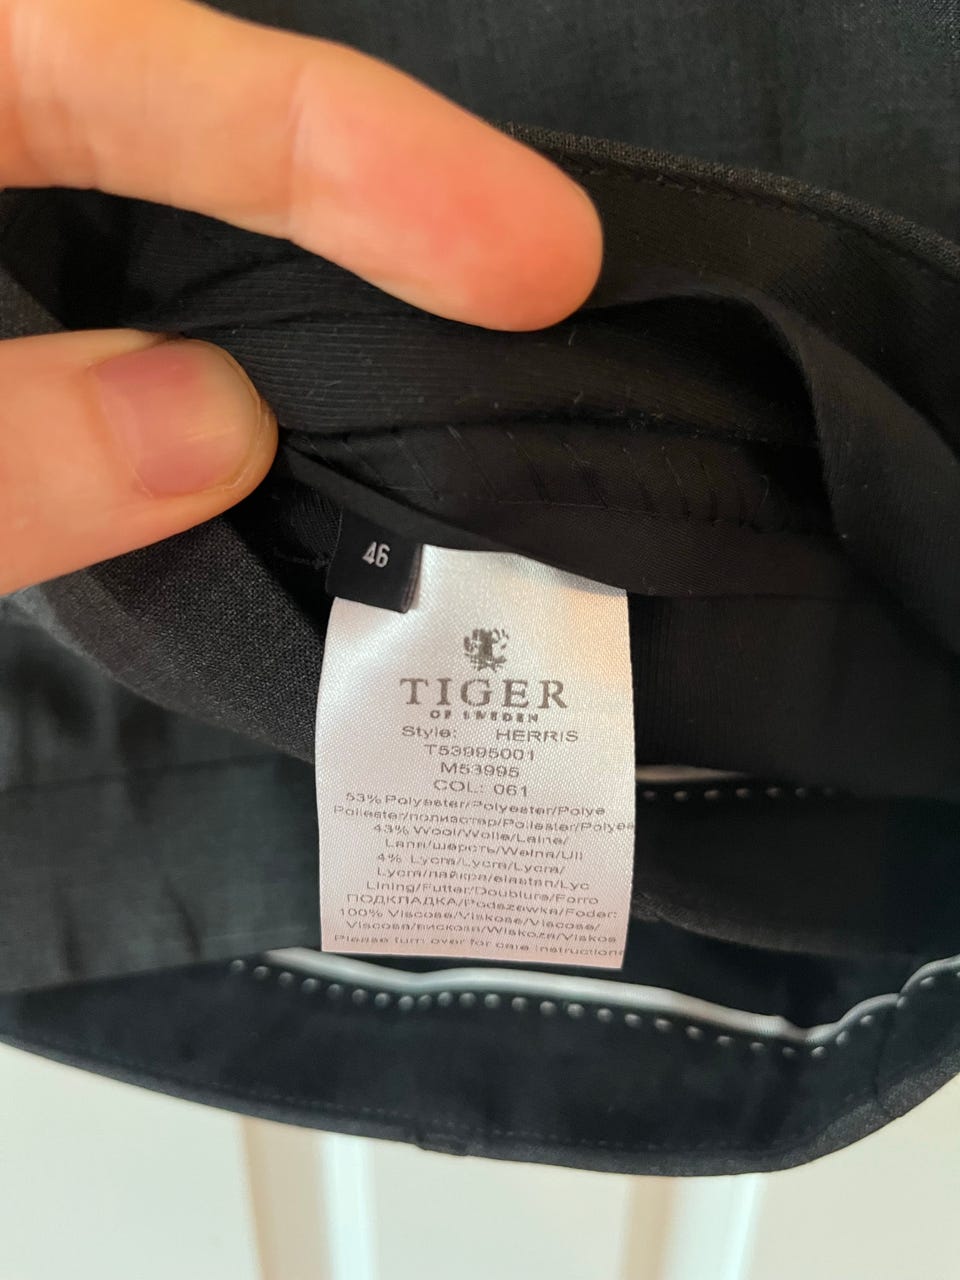 46
TIGER
OF SWEDEN
Style: HERRIS
T53995001
M53995
COL: 061
53% Polyester/Polyester/Polye
Poliester/полиэстер/Poliester/Polyes
43% Wool/Wolle/Laine/
Lana/шерсть/Wełna/Ull
4% Lycra/Lycra/Lycra/
Lycra/лайкра/elastan/Lyc
Lining/Futter/Doublure/Forro
ПОДКЛАДКА/Podszewka/Foder:
100% Viscose/Viskose/Viscose/
Viscosa/вискоза/Wiskoza/Viskos
Please turn over for care instructions